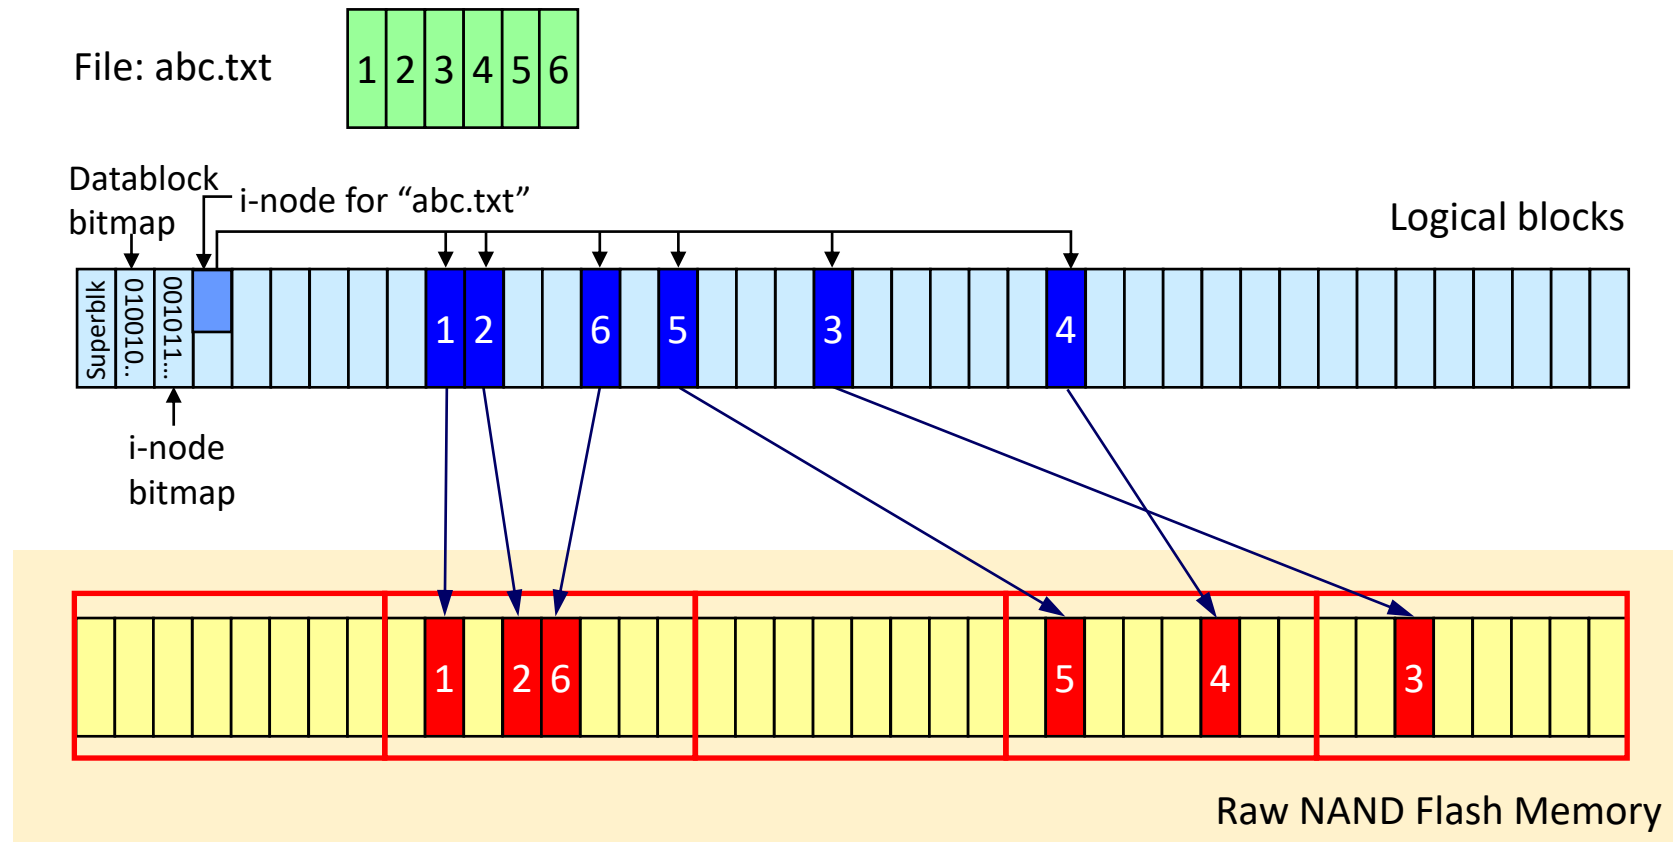 File: abc.txt
1 2 3 4 5 6
Datablock
bitmap
i-node for “abc.txt”
Logical blocks
Superblk
010010..
001011...
1 2 6 5 3 4
i-node
bitmap
1 2 6 5 4 3
Raw NAND Flash Memory